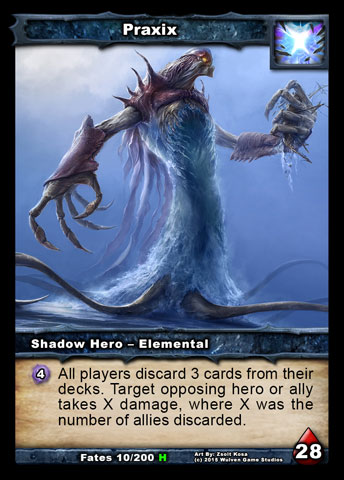 Praxix
Shadow Hero – Elemental
4
All players discard 3 cards from their
decks. Target opposing hero or ally
takes X damage, where X was the
number of allies discarded.
Fates 10/200 H
Art By: Zsolt Kosa
(c) 2015 Wulven Game Studios
28